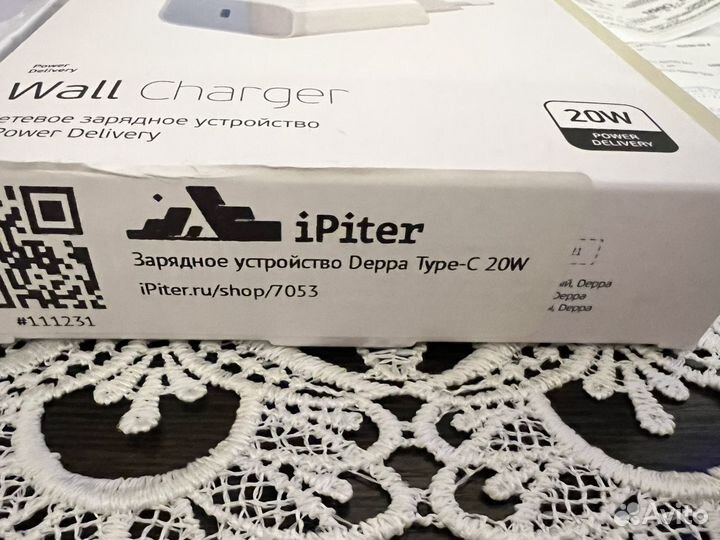 Power
Delivery
Wall Charger
етевое зарядное устройство
Power Delivery
20W
POWER
DELIVERY
iPiter
Зарядное устройство Deppa Type-C 20W
iPiter.ru/shop/7053
#111231
ый, Deppa
Deppa
, Deppa
Avito